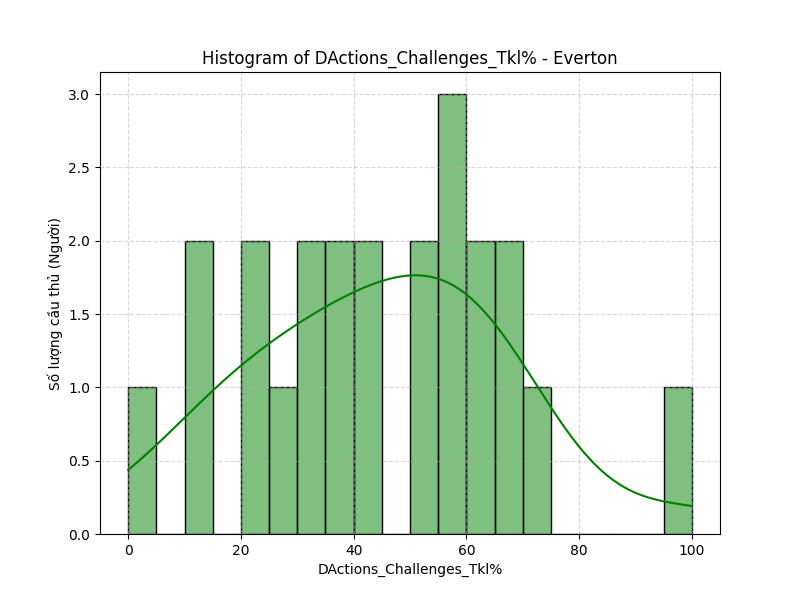 Histogram of DActions_Challenges_Tkl% - Everton
3.0
2.5
2.0
1.5
1.0
0.5
0.0
Số lượng cầu thủ (Người)
0 20 40 60 80 100
DActions_Challenges_Tkl%